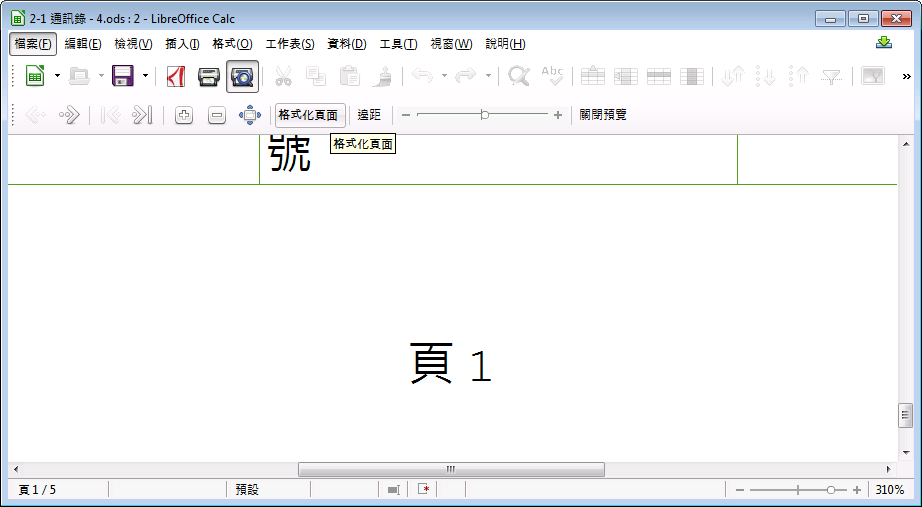 2-1 通訊錄 - 4.ods : 2 - LibreOffice Calc
檔案(F) 編輯(E) 檢視(V) 插入(I) 格式(O) 工作表(S) 資料(D) 工具(T) 視窗(W) 說明(H)
Abc
格式化頁面 邊距 關閉預覽
格式化頁面
號
頁 1
頁 1 / 5 預設 310%